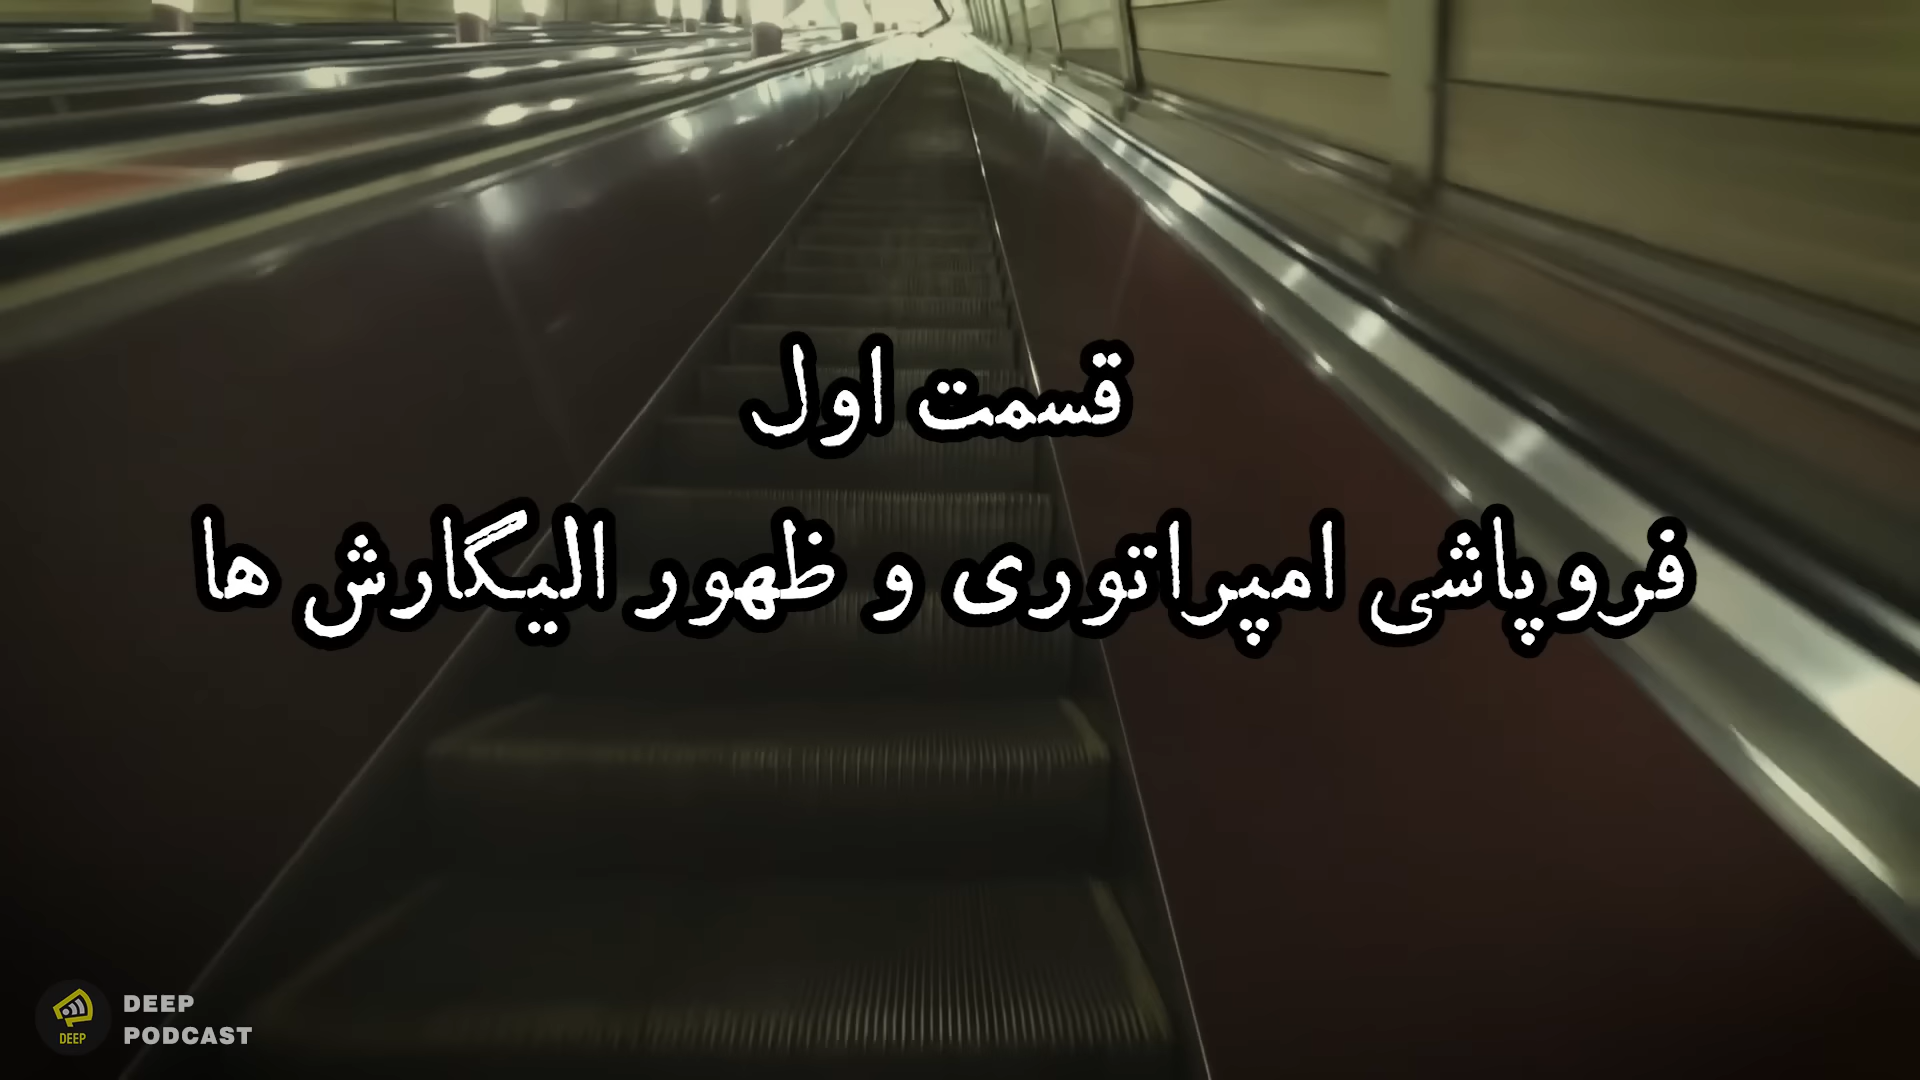 قسمت اول
فروپاشی امپراتوری و ظهور الیگارش ها
DEEP
DEEP
PODCAST